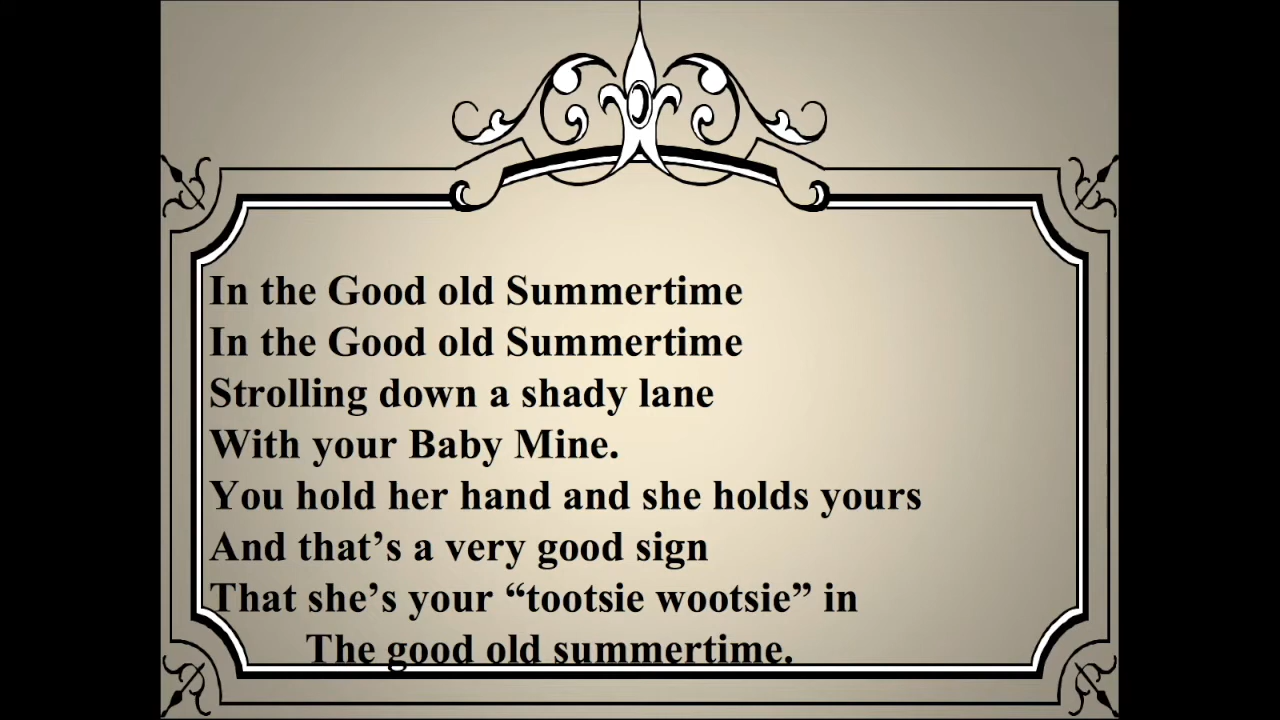 In the Good old Summertime
In the Good old Summertime
Strolling down a shady lane
With your Baby Mine.
You hold her hand and she holds yours
And that’s a very good sign
That she’s your “tootsie wootsie” in
The good old summertime.